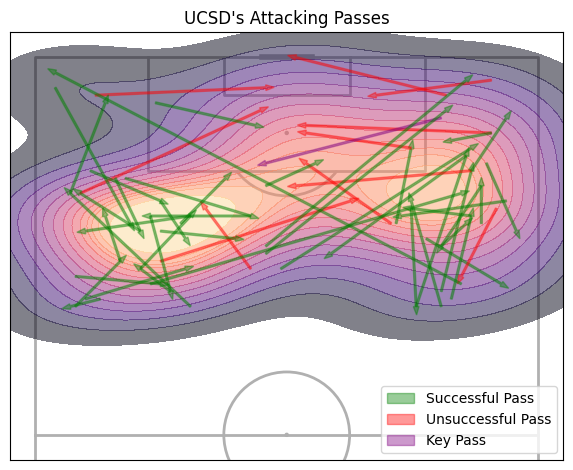 UCSD's Attacking Passes
Successful Pass
Unsuccessful Pass
Key Pass